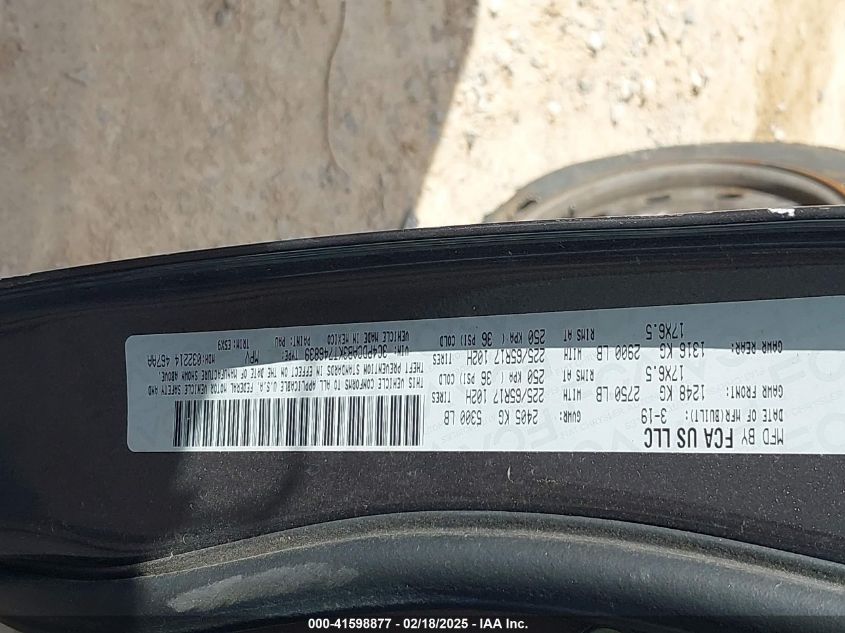 MFD BY FCA US LLC
DATE OF MFR(BUILT): 3-19 GVWR: 2405 KG 5300 LB
GAWR FRONT: 1248 KG 2750 LB WITH 225/65R17 102H TIRES
17X6.5 RIMS AT 250 KPA ( 36 PSI) COLD
GAWR REAR: 1316 KG 2900 LB WITH 225/65R17 102H TIRES
17X6.5 RIMS AT 250 KPA ( 36 PSI) COLD
THIS VEHICLE CONFORMS TO ALL APPLICABLE U.S.A. FEDERAL MOTOR VEHICLE SAFETY AND
THEFT PREVENTION STANDARDS IN EFFECT ON THE DATE OF MANUFACTURE SHOWN ABOVE
VIN: 3C4PDCAB3KT746839 TYPE: MPV MDH:032214 467AA
VEHICLE MADE IN MEXICO PAINT: PAU TRIM: E5X9
000-41598877 — 02/18/2025 — IAA Inc.